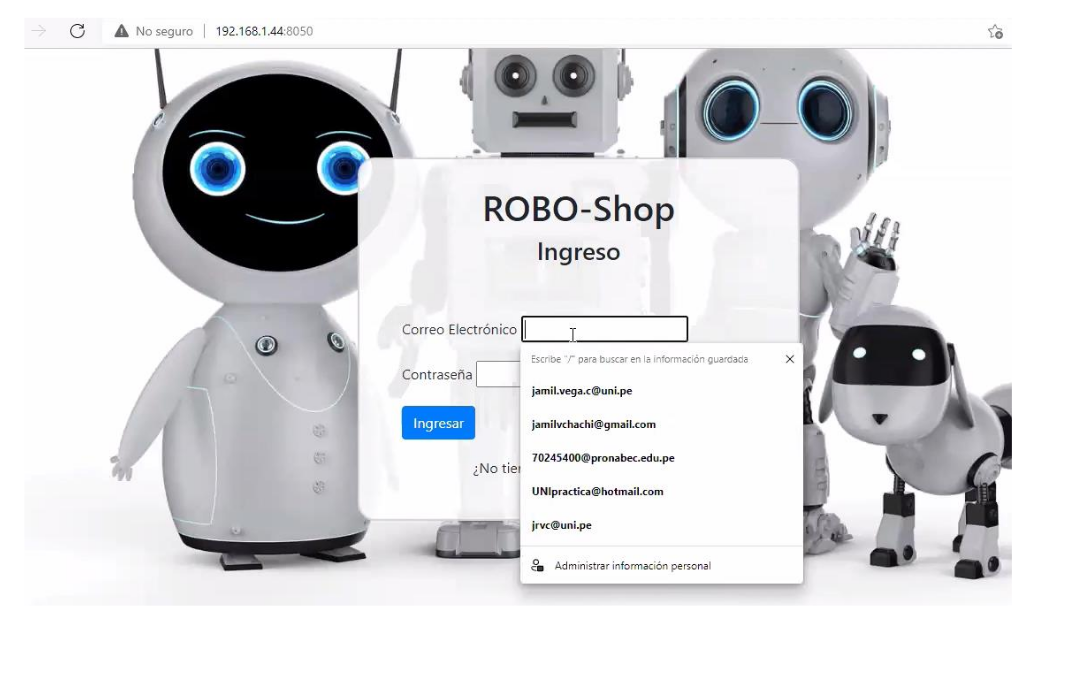 No seguro | 192.168.1.44:8050
ROBO-Shop
Ingreso
Correo Electrónico
Escribe "/" para buscar en la información guardada
jamil.vega.c@uni.pe
Contraseña
jamilvchachi@gmail.com
Ingresar
70245400@pronabec.edu.pe
¿No
UNIpractica@hotmail.com
jrvc@uni.pe
Administrar información personal